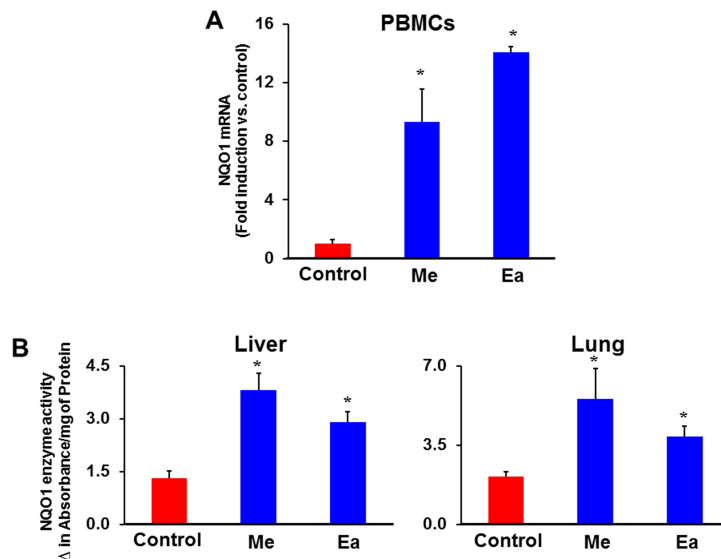 A
PBMCs
NQO1 mRNA
(Fold induction vs. control)
16
12
8
4
0
*
*
Control
Me
Ea
B
Liver
NQO1 enzyme activity
Δ in Absorbance/mg of Protein
4.5
3.0
1.5
0.0
*
*
Control
Me
Ea
Lung
7.0
3.5
0.0
*
*
Control
Me
Ea